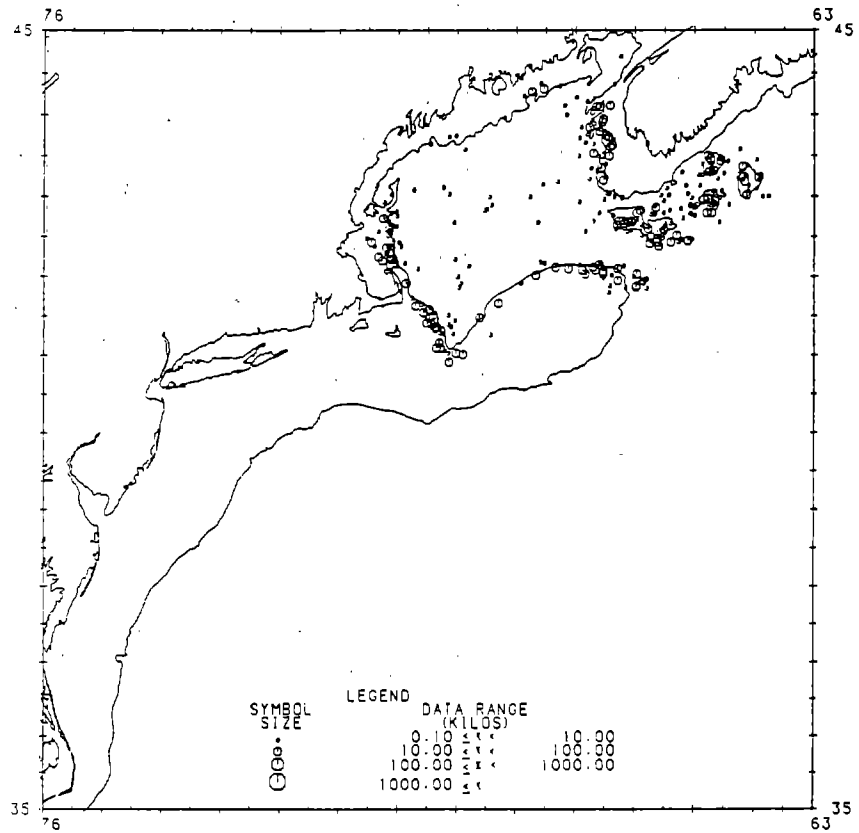 76 63
45 45
LEGEND
SYMBOL DATA RANGE
SIZE (KILOS)
0.10 ≤ x < 10.00
10.00 ≤ x < 100.00
100.00 ≤ x < 1000.00
1000.00 ≤ x
35 35
76 63